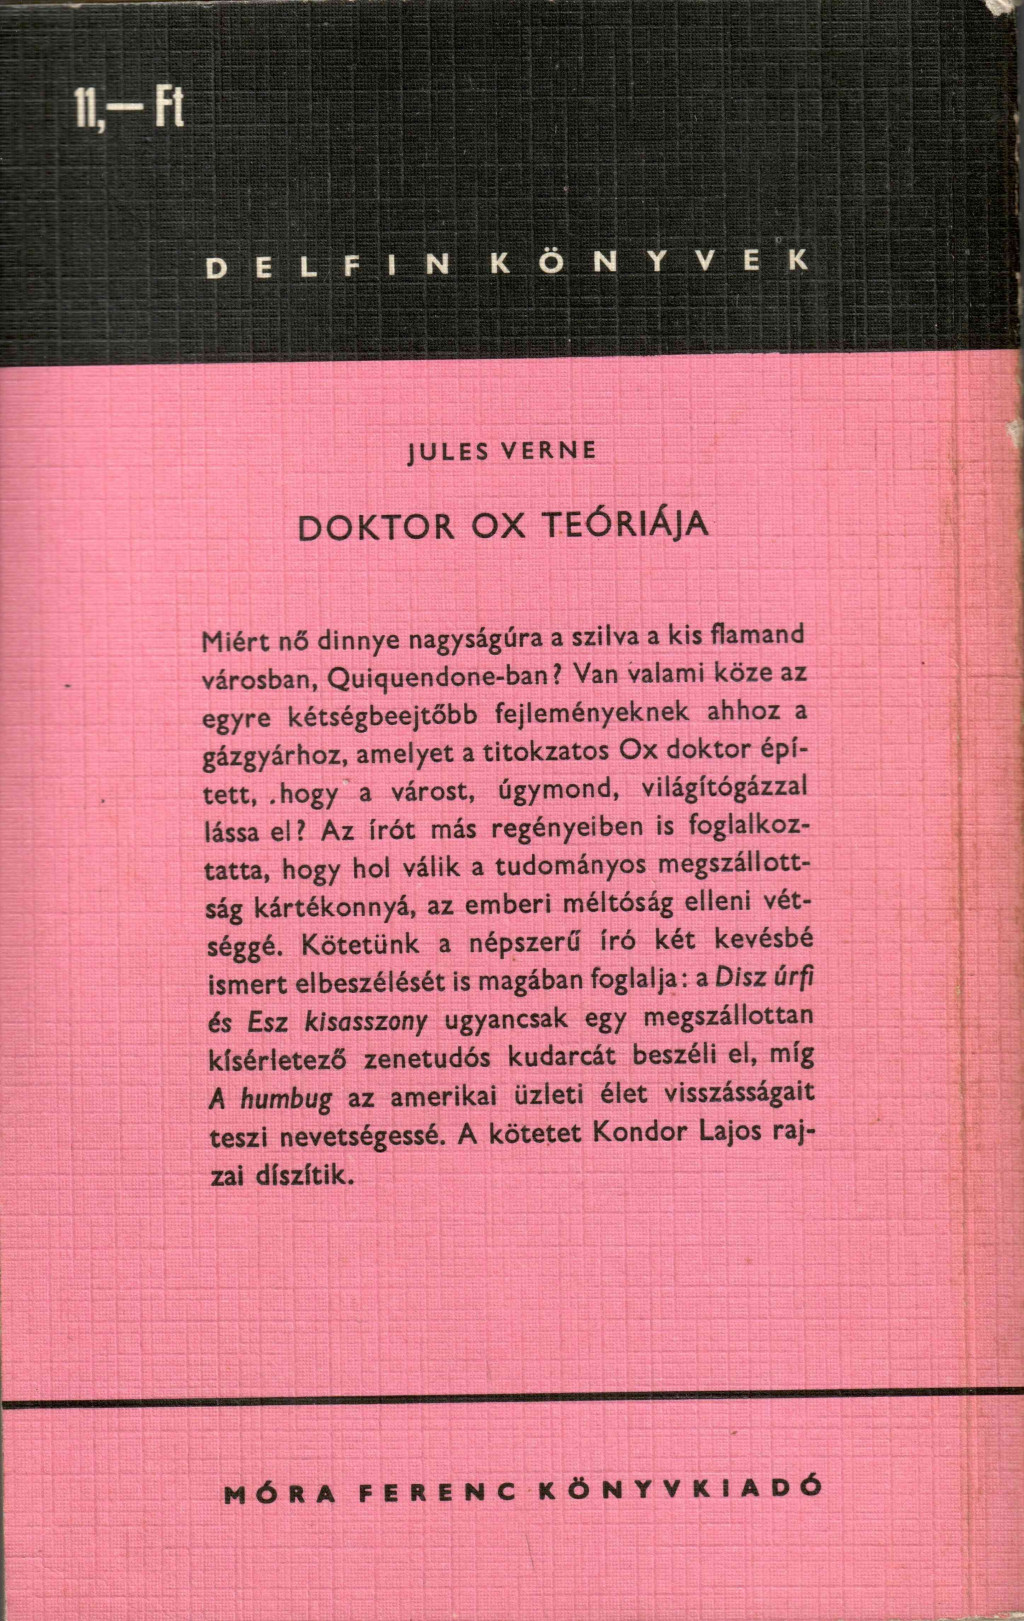 11,— Ft
DELFIN KÖNYVEK
JULES VERNE
DOKTOR OX TEÓRIÁJA
Miért nő dinnye nagyságúra a szilva a kis flamand
városban, Quiquendone-ban? Van valami köze az
egyre kétségbeejtőbb fejleményeknek ahhoz a
gázgyárhoz, amelyet a titokzatos Ox doktor épí-
tett, .hogy a várost, úgymond, világítógázzal
lássa el? Az írót más regényeiben is foglalkoz-
tatta, hogy hol válik a tudományos megszállott-
ság kártékonnyá, az emberi méltóság elleni vét-
séggé. Kötetünk a népszerű író két kevésbé
ismert elbeszélését is magában foglalja: a Disz úrfi
és Esz kisasszony ugyancsak egy megszállottan
kísérletező zenetudós kudarcát beszéli el, míg
A humbug az amerikai üzleti élet visszásságait
teszi nevetségessé. A kötetet Kondor Lajos raj-
zai díszítik.
MÓRA FERENC KÖNYVKIADÓ